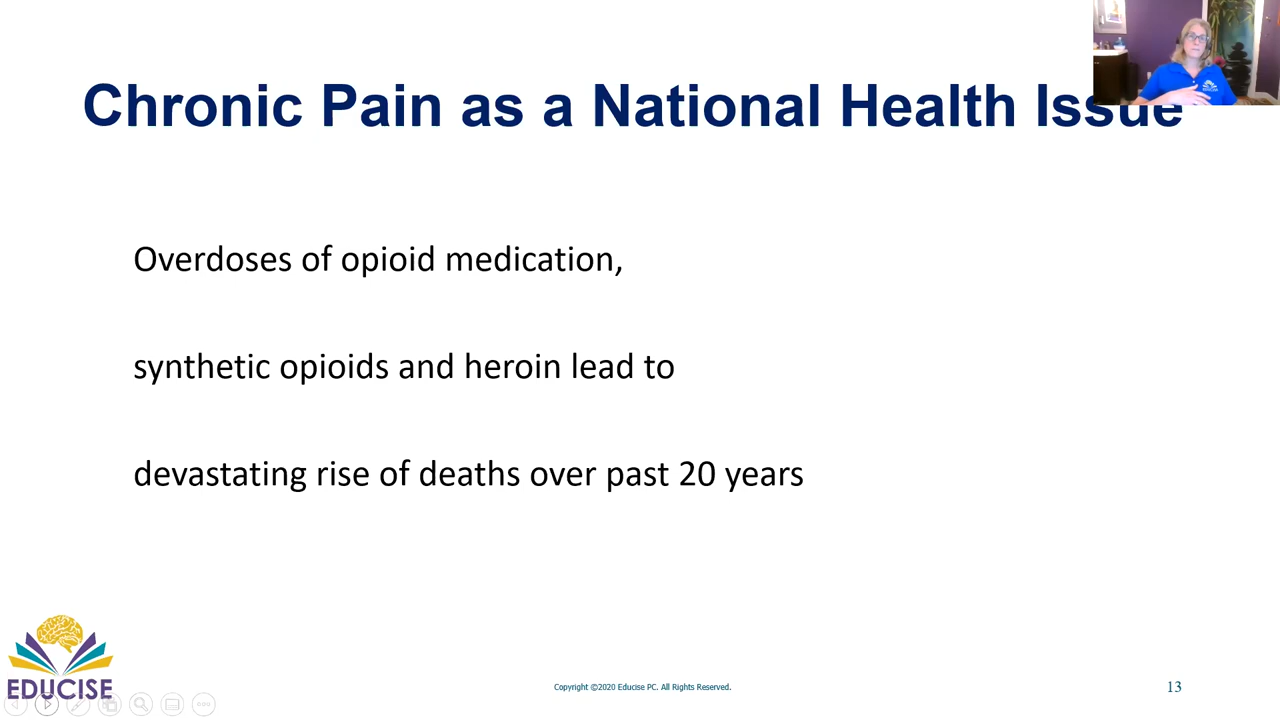 Chronic Pain as a National Health Issue
Overdoses of opioid medication,
synthetic opioids and heroin lead to
devastating rise of deaths over past 20 years
EDUCISE
Copyright ©2020 Educise PC. All Rights Reserved.
13